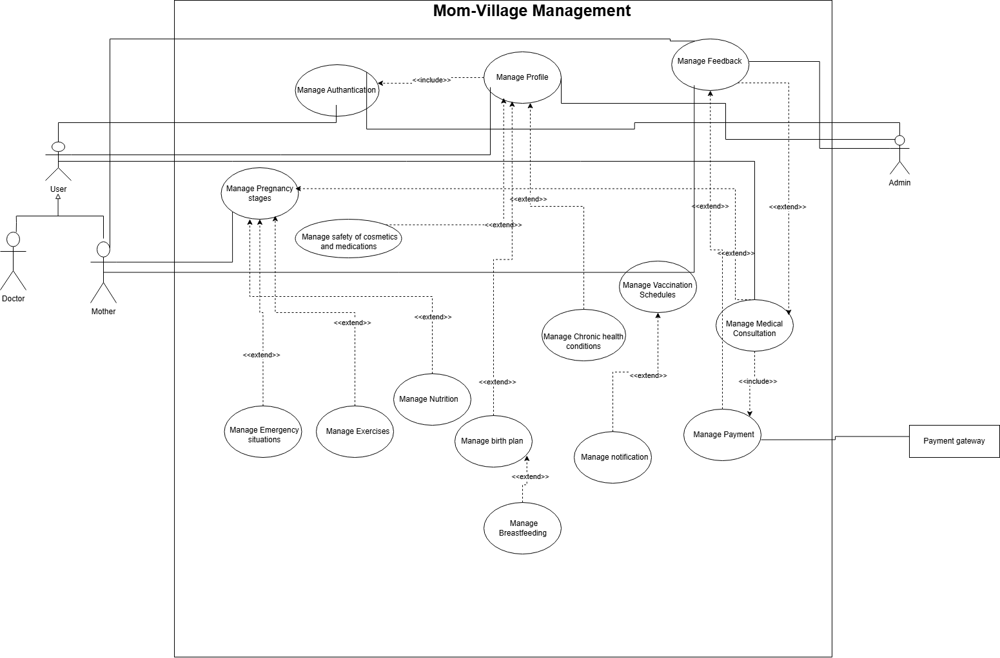 Mom-Village Management
Manage Feedback
Manage Profile
<<include>>
Manage Authantication
User
Admin
Manage Pregnancy
stages
<<extend>>
<<extend>>
<<extend>>
<<extend>>
Manage safety of cosmetics
and medications
<<extend>>
Doctor
Mother
Manage Vaccination
Schedules
<<extend>>
<<extend>>
Manage Medical
Consultation
Manage Chronic health
conditions
<<extend>>
<<extend>>
<<include>>
<<extend>>
Manage Nutrition
Manage Emergency
situations
Manage Exercises
Manage birth plan
Manage Payment
Payment gateway
Manage notification
<<extend>>
Manage
Breastfeeding